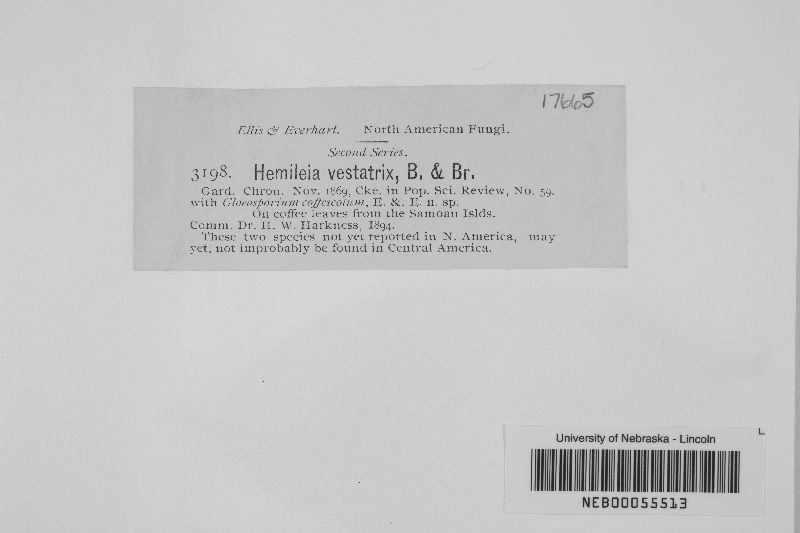 17665
Ellis & Everhart. North American Fungi.
Second Series.
3198. Hemileia vestatrix, B. & Br.
Gard. Chron. Nov. 1869, Cke. in Pop. Sci. Review, No. 59.
with Gloeosporium coffeicolum, E. &. E. n. sp.
On coffee leaves from the Samoan Islds.
Comm. Dr. H. W. Harkness, 1894.
These two species not yet reported in N. America, may
yet, not improbably be found in Central America.
L
University of Nebraska - Lincoln
NEB00055513